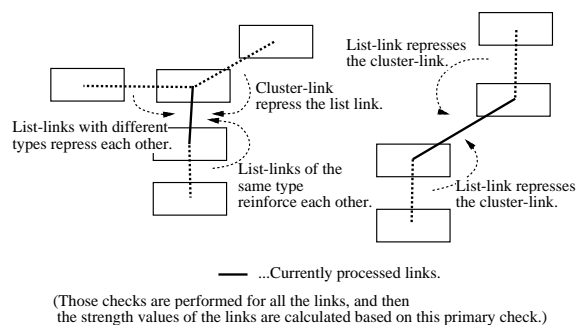 List-link represses
the cluster-link.
Cluster-link
repress the list link.
List-links with different
types repress each other.
List-links of the
same type
reinforce each other.
List-link represses
the cluster-link.
...Currently processed links.
(Those checks are performed for all the links, and then
the strength values of the links are calculated based on this primary check.)